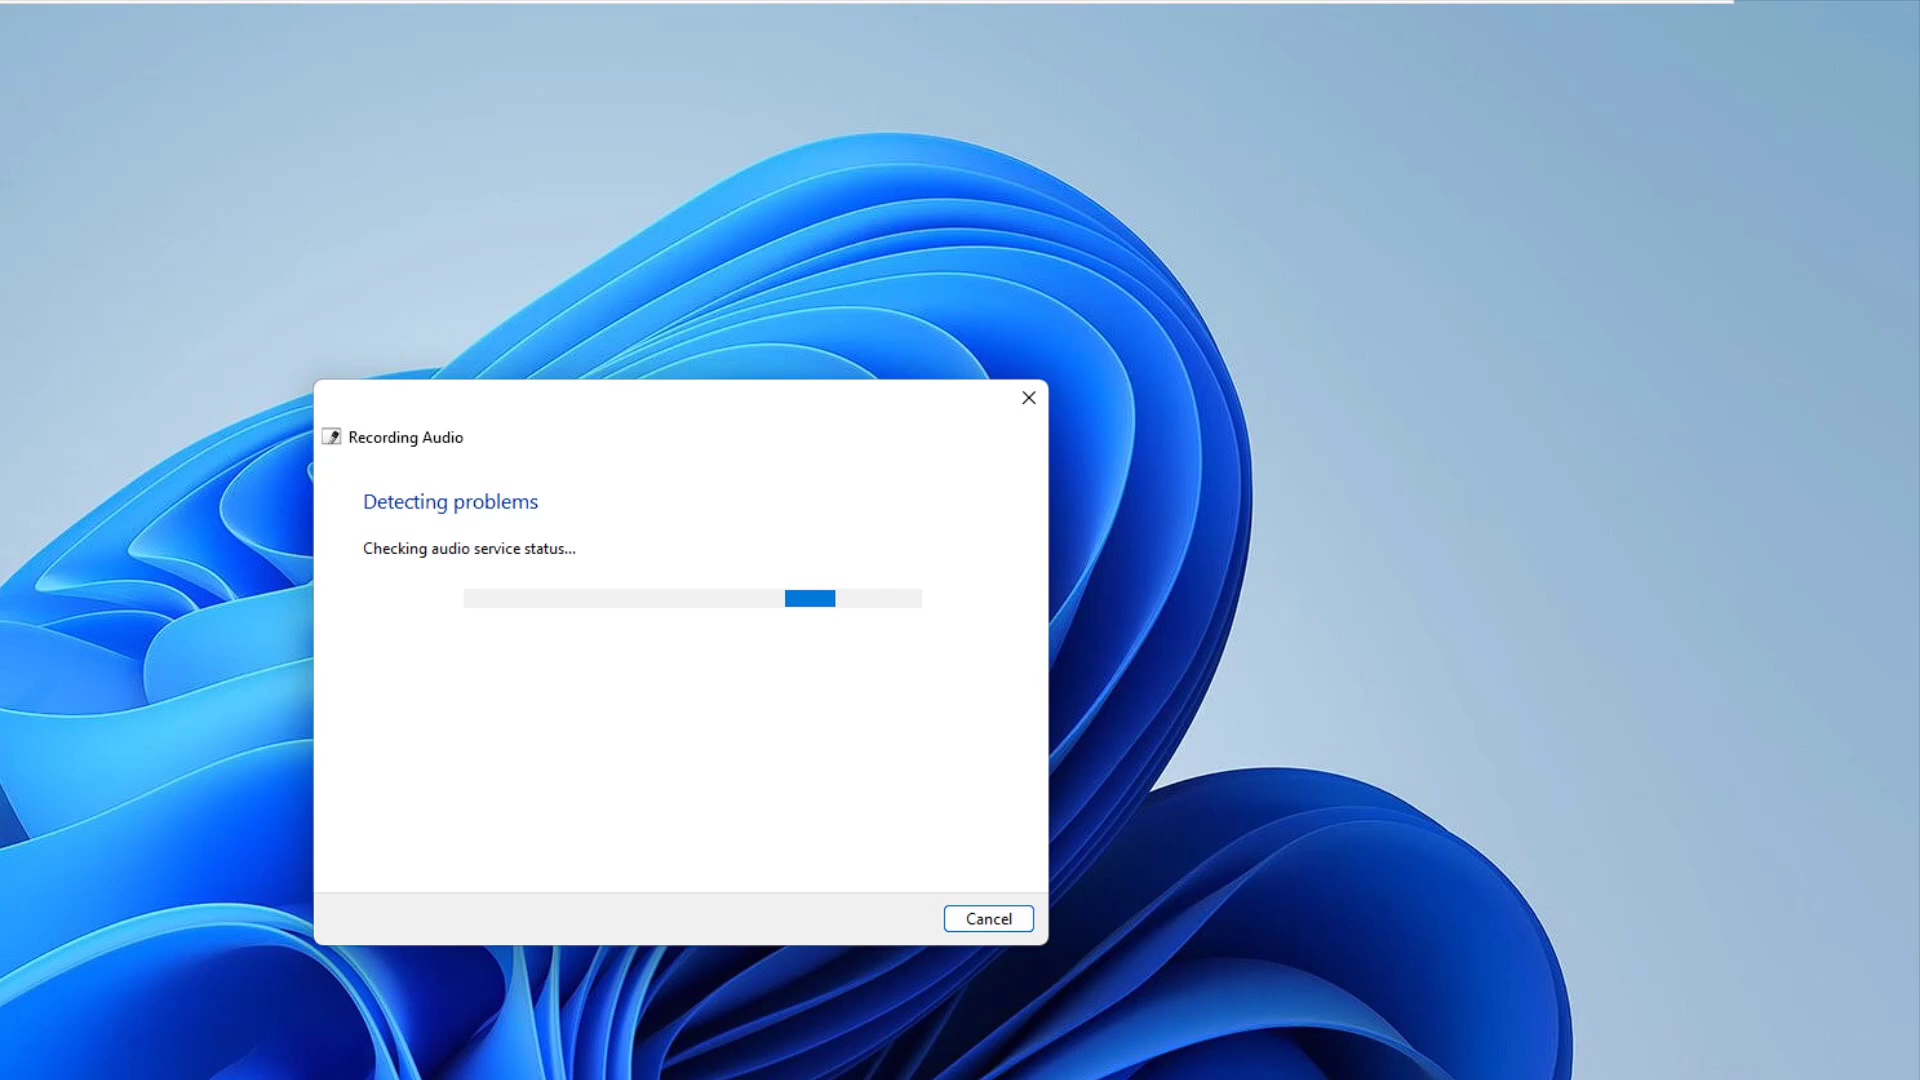 Recording Audio
Detecting problems
Checking audio service status...
Cancel